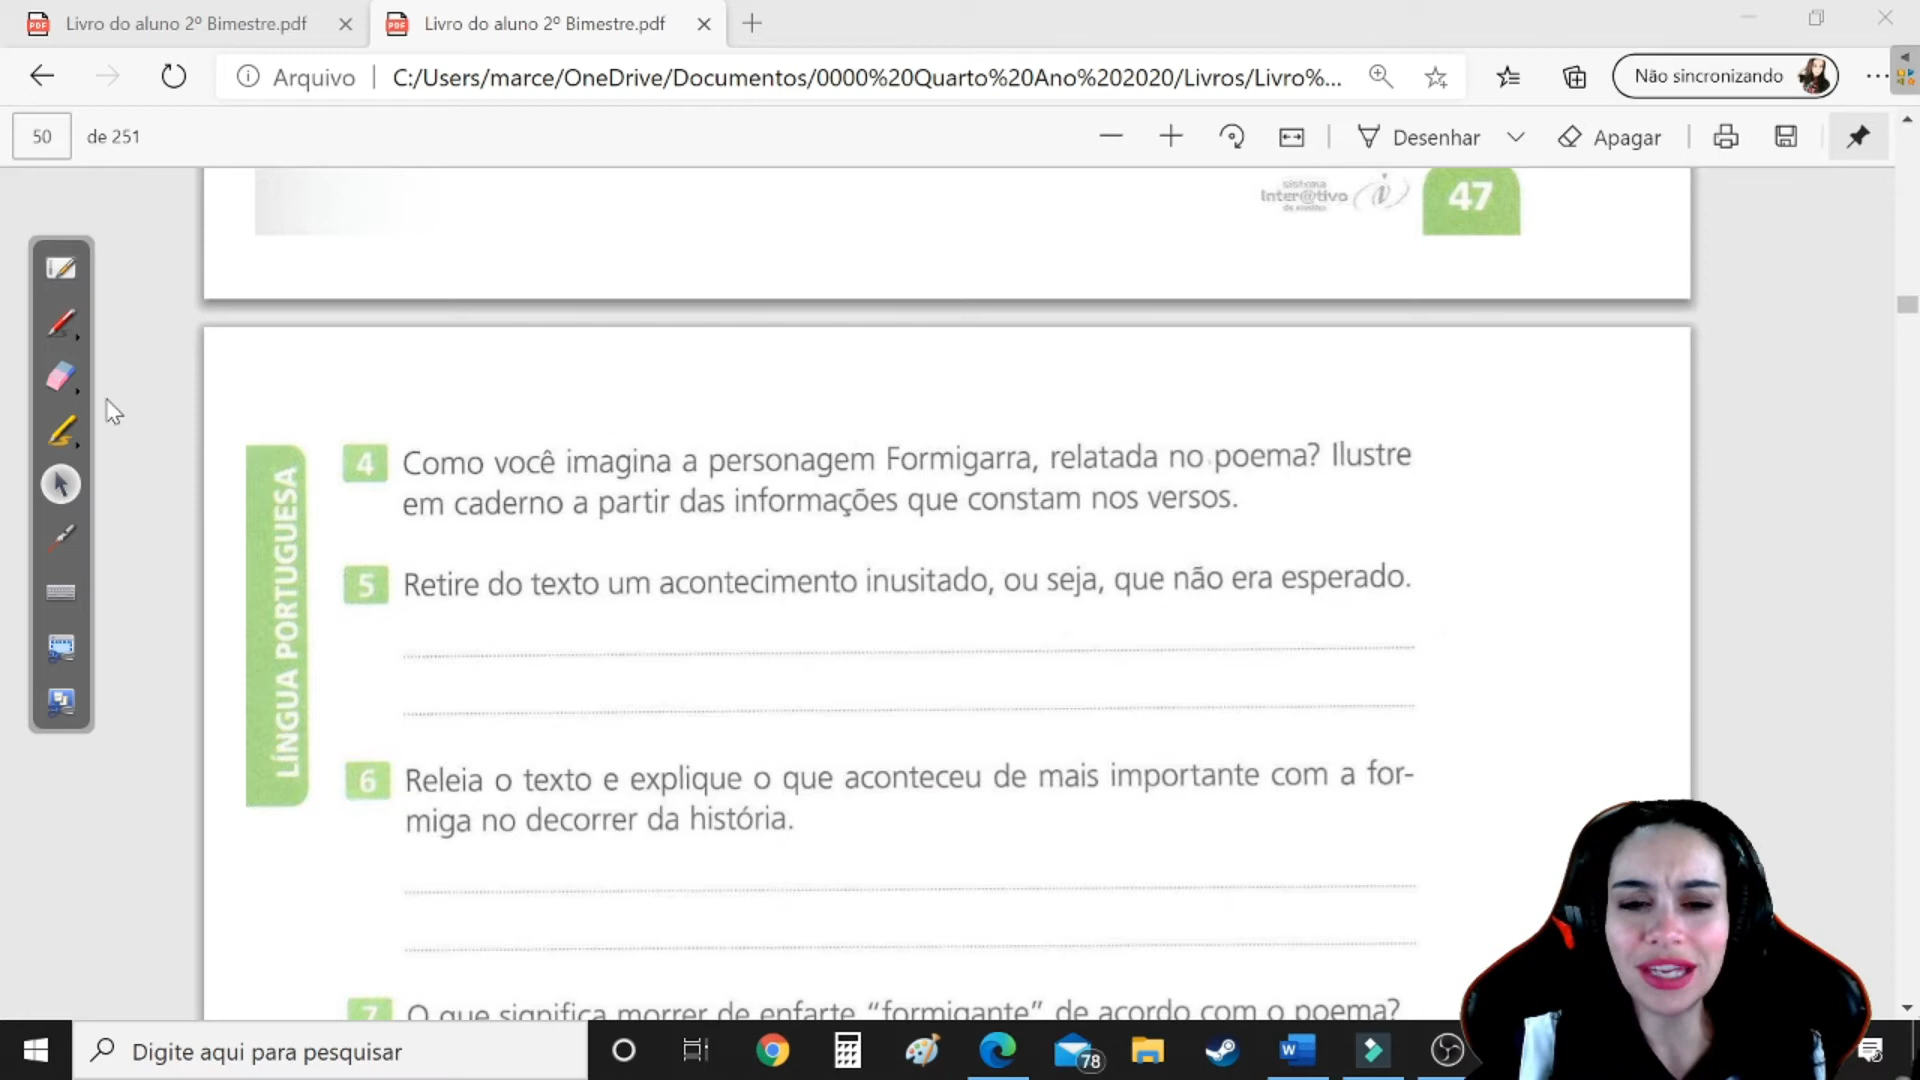 Livro do aluno 2º Bimestre.pdf
Livro do aluno 2º Bimestre.pdf
Arquivo
C:/Users/marce/OneDrive/Documentos/0000%20Quarto%20Ano%202020/Livros/Livro%...
Não sincronizando
50 de 251
Desenhar
Apagar
sistema
Inter@tivo
de ensino
47
LÍNGUA PORTUGUESA
4 Como você imagina a personagem Formigarra, relatada no poema? Ilustre
em caderno a partir das informações que constam nos versos.
5 Retire do texto um acontecimento inusitado, ou seja, que não era esperado.
6 Releia o texto e explique o que aconteceu de mais importante com a for-
miga no decorrer da história.
7 O que significa morrer de enfarte “formigante” de acordo com o poema?
Digite aqui para pesquisar
78